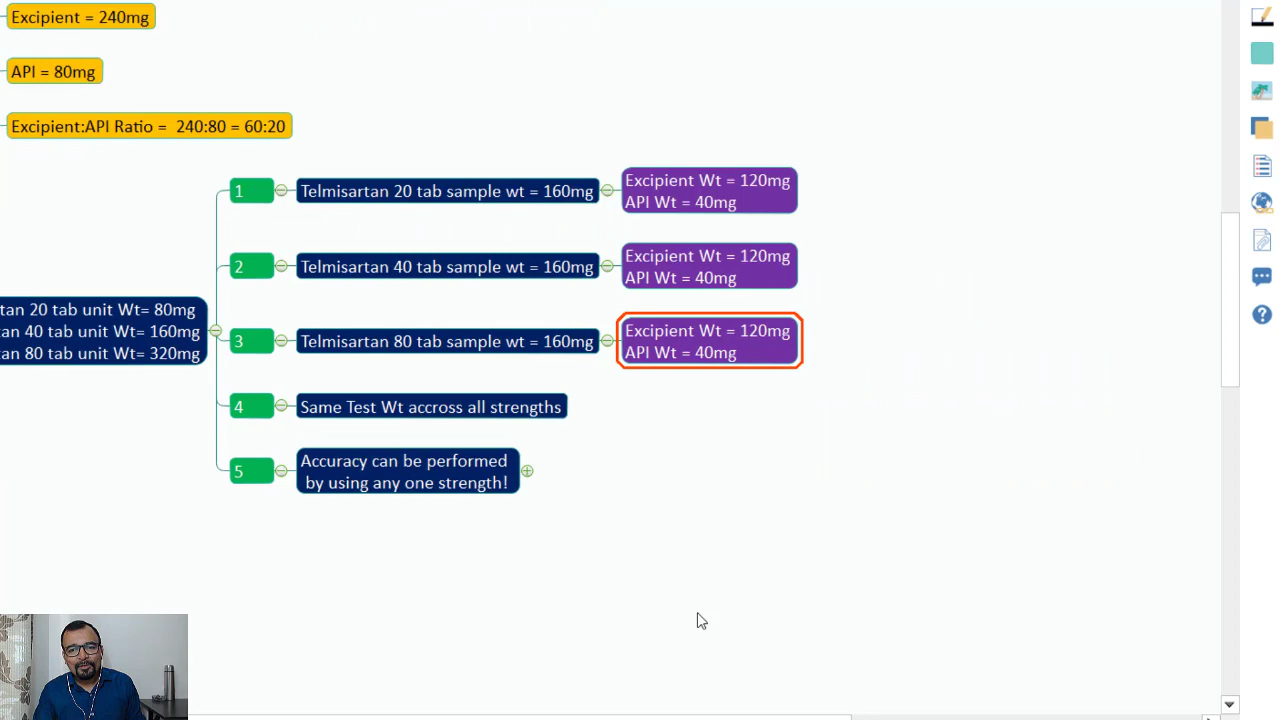 Excipient = 240mg
API = 80mg
Excipient:API Ratio = 240:80 = 60:20
1
Telmisartan 20 tab sample wt = 160mg
Excipient Wt = 120mg
API Wt = 40mg
2
Telmisartan 40 tab sample wt = 160mg
Excipient Wt = 120mg
API Wt = 40mg
tan 20 tab unit Wt= 80mg
tan 40 tab unit Wt= 160mg
tan 80 tab unit Wt= 320mg
3
Telmisartan 80 tab sample wt = 160mg
Excipient Wt = 120mg
API Wt = 40mg
4
Same Test Wt accross all strengths
5
Accuracy can be performed
by using any one strength!